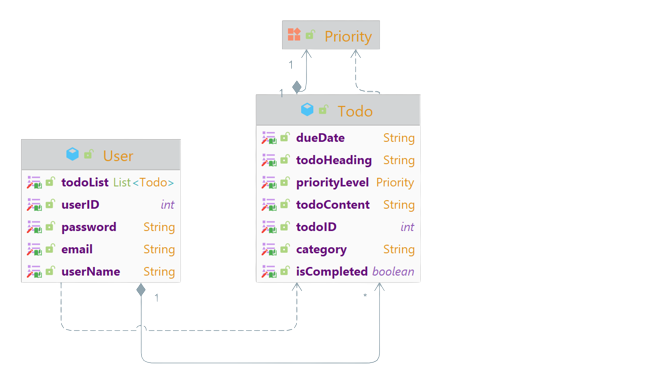 Priority
1
1
Todo
dueDate String
todoHeading String
priorityLevel Priority
todoContent String
todoID int
category String
isCompleted boolean
User
todoList List<Todo>
userID int
password String
email String
userName String
1
*